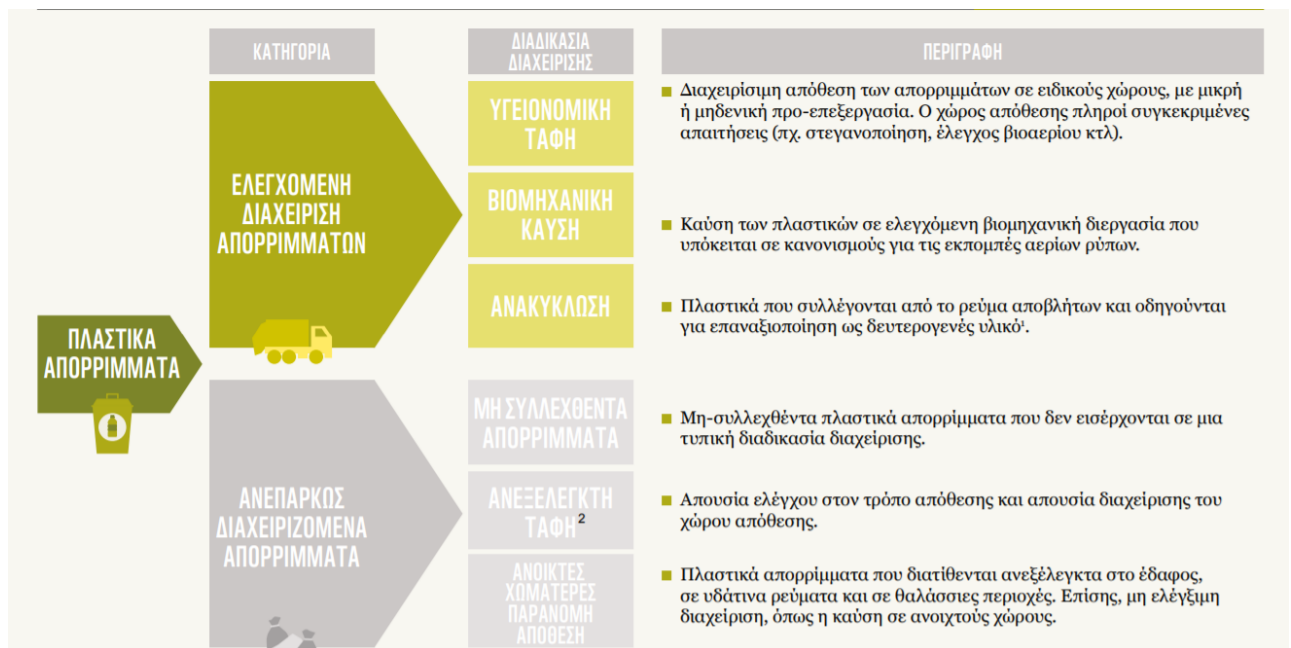 ΚΑΤΗΓΟΡΙΑ
ΔΙΑΔΙΚΑΣΙΑ
ΔΙΑΧΕΙΡΙΣΗΣ
ΠΕΡΙΓΡΑΦΗ
ΠΛΑΣΤΙΚΑ
ΑΠΟΡΡΙΜΜΑΤΑ
ΕΛΕΓΧΟΜΕΝΗ
ΔΙΑΧΕΙΡΙΣΗ
ΑΠΟΡΡΙΜΜΑΤΩΝ
ΥΓΕΙΟΝΟΜΙΚΗ
ΤΑΦΗ
Διαχειρίσιμη απόθεση των απορριμμάτων σε ειδικούς χώρους, με μικρή
ή μηδενική προ-επεξεργασία. Ο χώρος απόθεσης πληροί συγκεκριμένες
απαιτήσεις (πχ. στεγανοποίηση, έλεγχος βιοαερίου κτλ).
ΒΙΟΜΗΧΑΝΙΚΗ
ΚΑΥΣΗ
Καύση των πλαστικών σε ελεγχόμενη βιομηχανική διεργασία που
υπόκειται σε κανονισμούς για τις εκπομπές αερίων ρύπων.
ΑΝΑΚΥΚΛΩΣΗ
Πλαστικά που συλλέγονται από το ρεύμα αποβλήτων και οδηγούνται
για επαναξιοποίηση ως δευτερογενές υλικό¹.
ΑΝΕΠΑΡΚΩΣ
ΔΙΑΧΕΙΡΙΖΟΜΕΝΑ
ΑΠΟΡΡΙΜΜΑΤΑ
ΜΗ ΣΥΛΛΕΧΘΕΝΤΑ
ΑΠΟΡΡΙΜΜΑΤΑ
Μη-συλλεχθέντα πλαστικά απορρίμματα που δεν εισέρχονται σε μια
τυπική διαδικασία διαχείρισης.
ΑΝΕΞΕΛΕΓΚΤΗ
ΤΑΦΗ²
Απουσία ελέγχου στον τρόπο απόθεσης και απουσία διαχείρισης του
χώρου απόθεσης.
ΑΝΟΙΚΤΕΣ
ΧΩΜΑΤΕΡΕΣ
ΠΑΡΑΝΟΜΗ
ΑΠΟΘΕΣΗ
Πλαστικά απορρίμματα που διατίθενται ανεξέλεγκτα στο έδαφος,
σε υδάτινα ρεύματα και σε θαλάσσιες περιοχές. Επίσης, μη ελέγξιμη
διαχείριση, όπως η καύση σε ανοιχτούς χώρους.